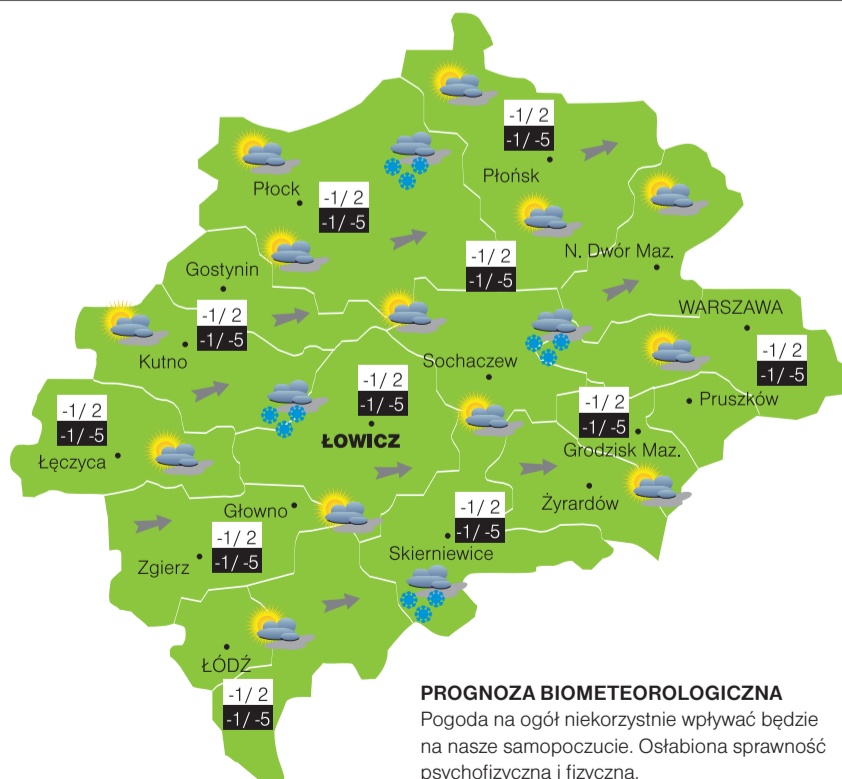 -1/ 2
-1/ -5
Płońsk
Płock
-1/ 2
-1/ -5
-1/ 2
-1/ -5
N. Dwór Maz.
Gostynin
WARSZAWA
-1/ 2
-1/ -5
Kutno
-1/ 2
-1/ -5
Sochaczew
-1/ 2
-1/ -5
ŁOWICZ
-1/ 2
-1/ -5
Pruszków
Grodzisk Maz.
-1/ 2
-1/ -5
Łęczyca
Żyrardów
Głowno
-1/ 2
-1/ -5
Skierniewice
-1/ 2
-1/ -5
Zgierz
ŁÓDŹ
-1/ 2
-1/ -5
PROGNOZA BIOMETEOROLOGICZNA
Pogoda na ogół niekorzystnie wpływać będzie
na nasze samopoczucie. Osłabiona sprawność
psychofizyczna i fizyczna.